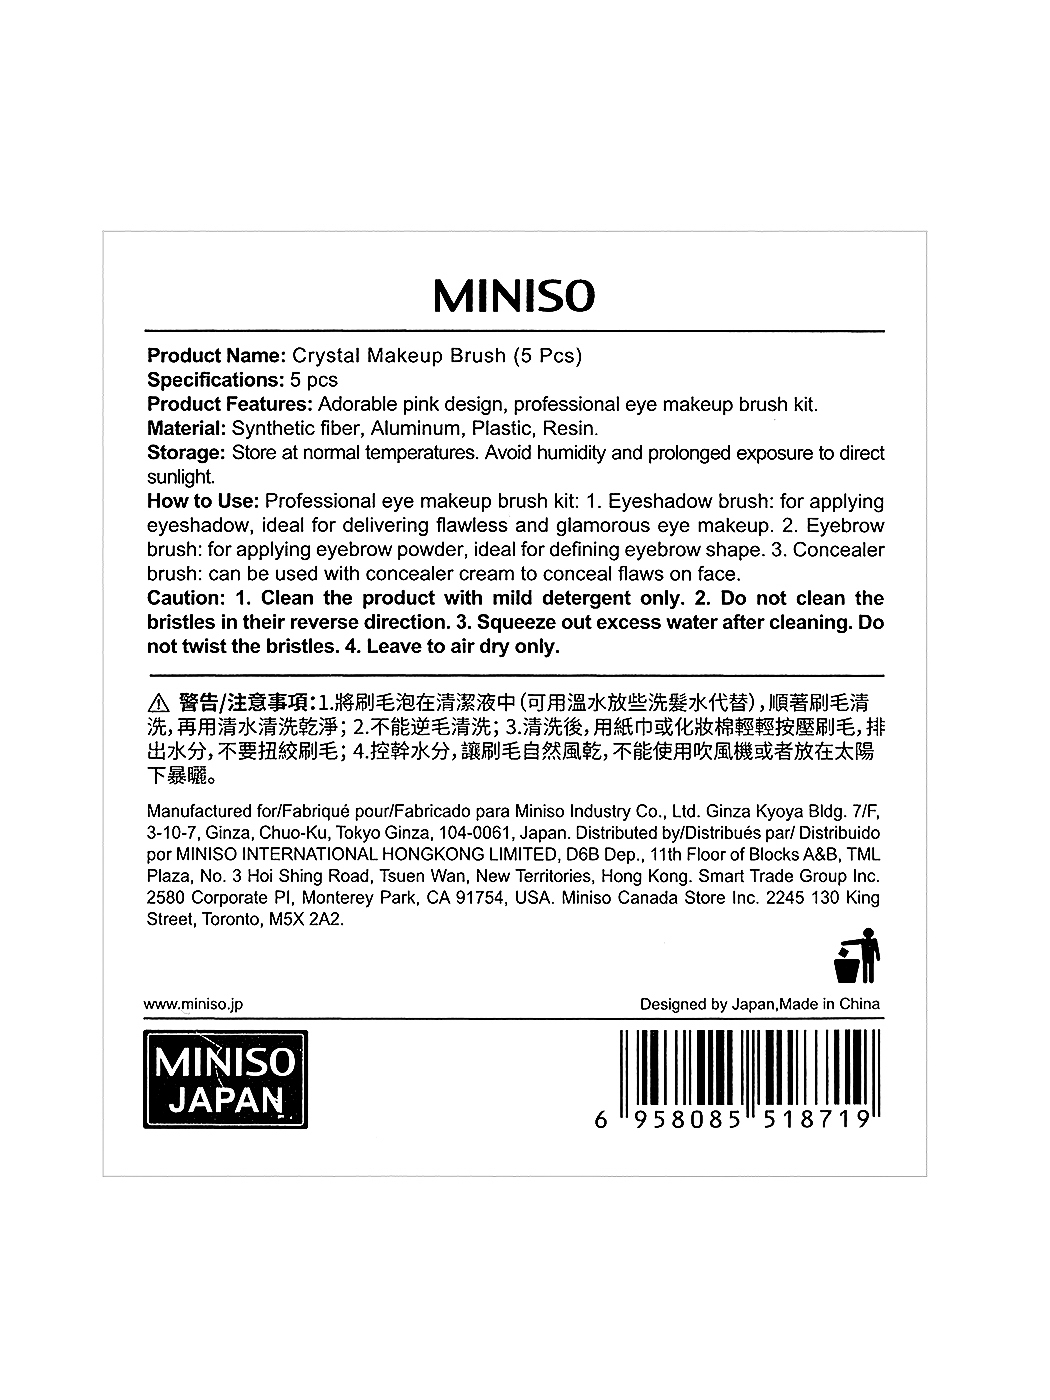 MINISO
Product Name: Crystal Makeup Brush (5 Pcs)
Specifications: 5 pcs
Product Features: Adorable pink design, professional eye makeup brush kit.
Material: Synthetic fiber, Aluminum, Plastic, Resin.
Storage: Store at normal temperatures. Avoid humidity and prolonged exposure to direct
sunlight.
How to Use: Professional eye makeup brush kit: 1. Eyeshadow brush: for applying
eyeshadow, ideal for delivering flawless and glamorous eye makeup. 2. Eyebrow
brush: for applying eyebrow powder, ideal for defining eyebrow shape. 3. Concealer
brush: can be used with concealer cream to conceal flaws on face.
Caution: 1. Clean the product with mild detergent only. 2. Do not clean the
bristles in their reverse direction. 3. Squeeze out excess water after cleaning. Do
not twist the bristles. 4. Leave to air dry only.
⚠ 警告/注意事項:1.將刷毛泡在清潔液中(可用溫水放些洗髮水代替),順著刷毛清
洗,再用清水清洗乾淨; 2.不能逆毛清洗; 3.清洗後,用紙巾或化妝棉輕輕按壓刷毛,排
出水分,不要扭絞刷毛; 4.控幹水分,讓刷毛自然風乾,不能使用吹風機或者放在太陽
下暴曬。
Manufactured for/Fabriqué pour/Fabricado para Miniso Industry Co., Ltd. Ginza Kyoya Bldg. 7/F,
3-10-7, Ginza, Chuo-Ku, Tokyo Ginza, 104-0061, Japan. Distributed by/Distribués par/ Distribuido
por MINISO INTERNATIONAL HONGKONG LIMITED, D6B Dep., 11th Floor of Blocks A&B, TML
Plaza, No. 3 Hoi Shing Road, Tsuen Wan, New Territories, Hong Kong. Smart Trade Group Inc.
2580 Corporate Pl, Monterey Park, CA 91754, USA. Miniso Canada Store Inc. 2245 130 King
Street, Toronto, M5X 2A2.
www.miniso.jp
Designed by Japan,Made in China
MINISO
JAPAN
6 958085 518719